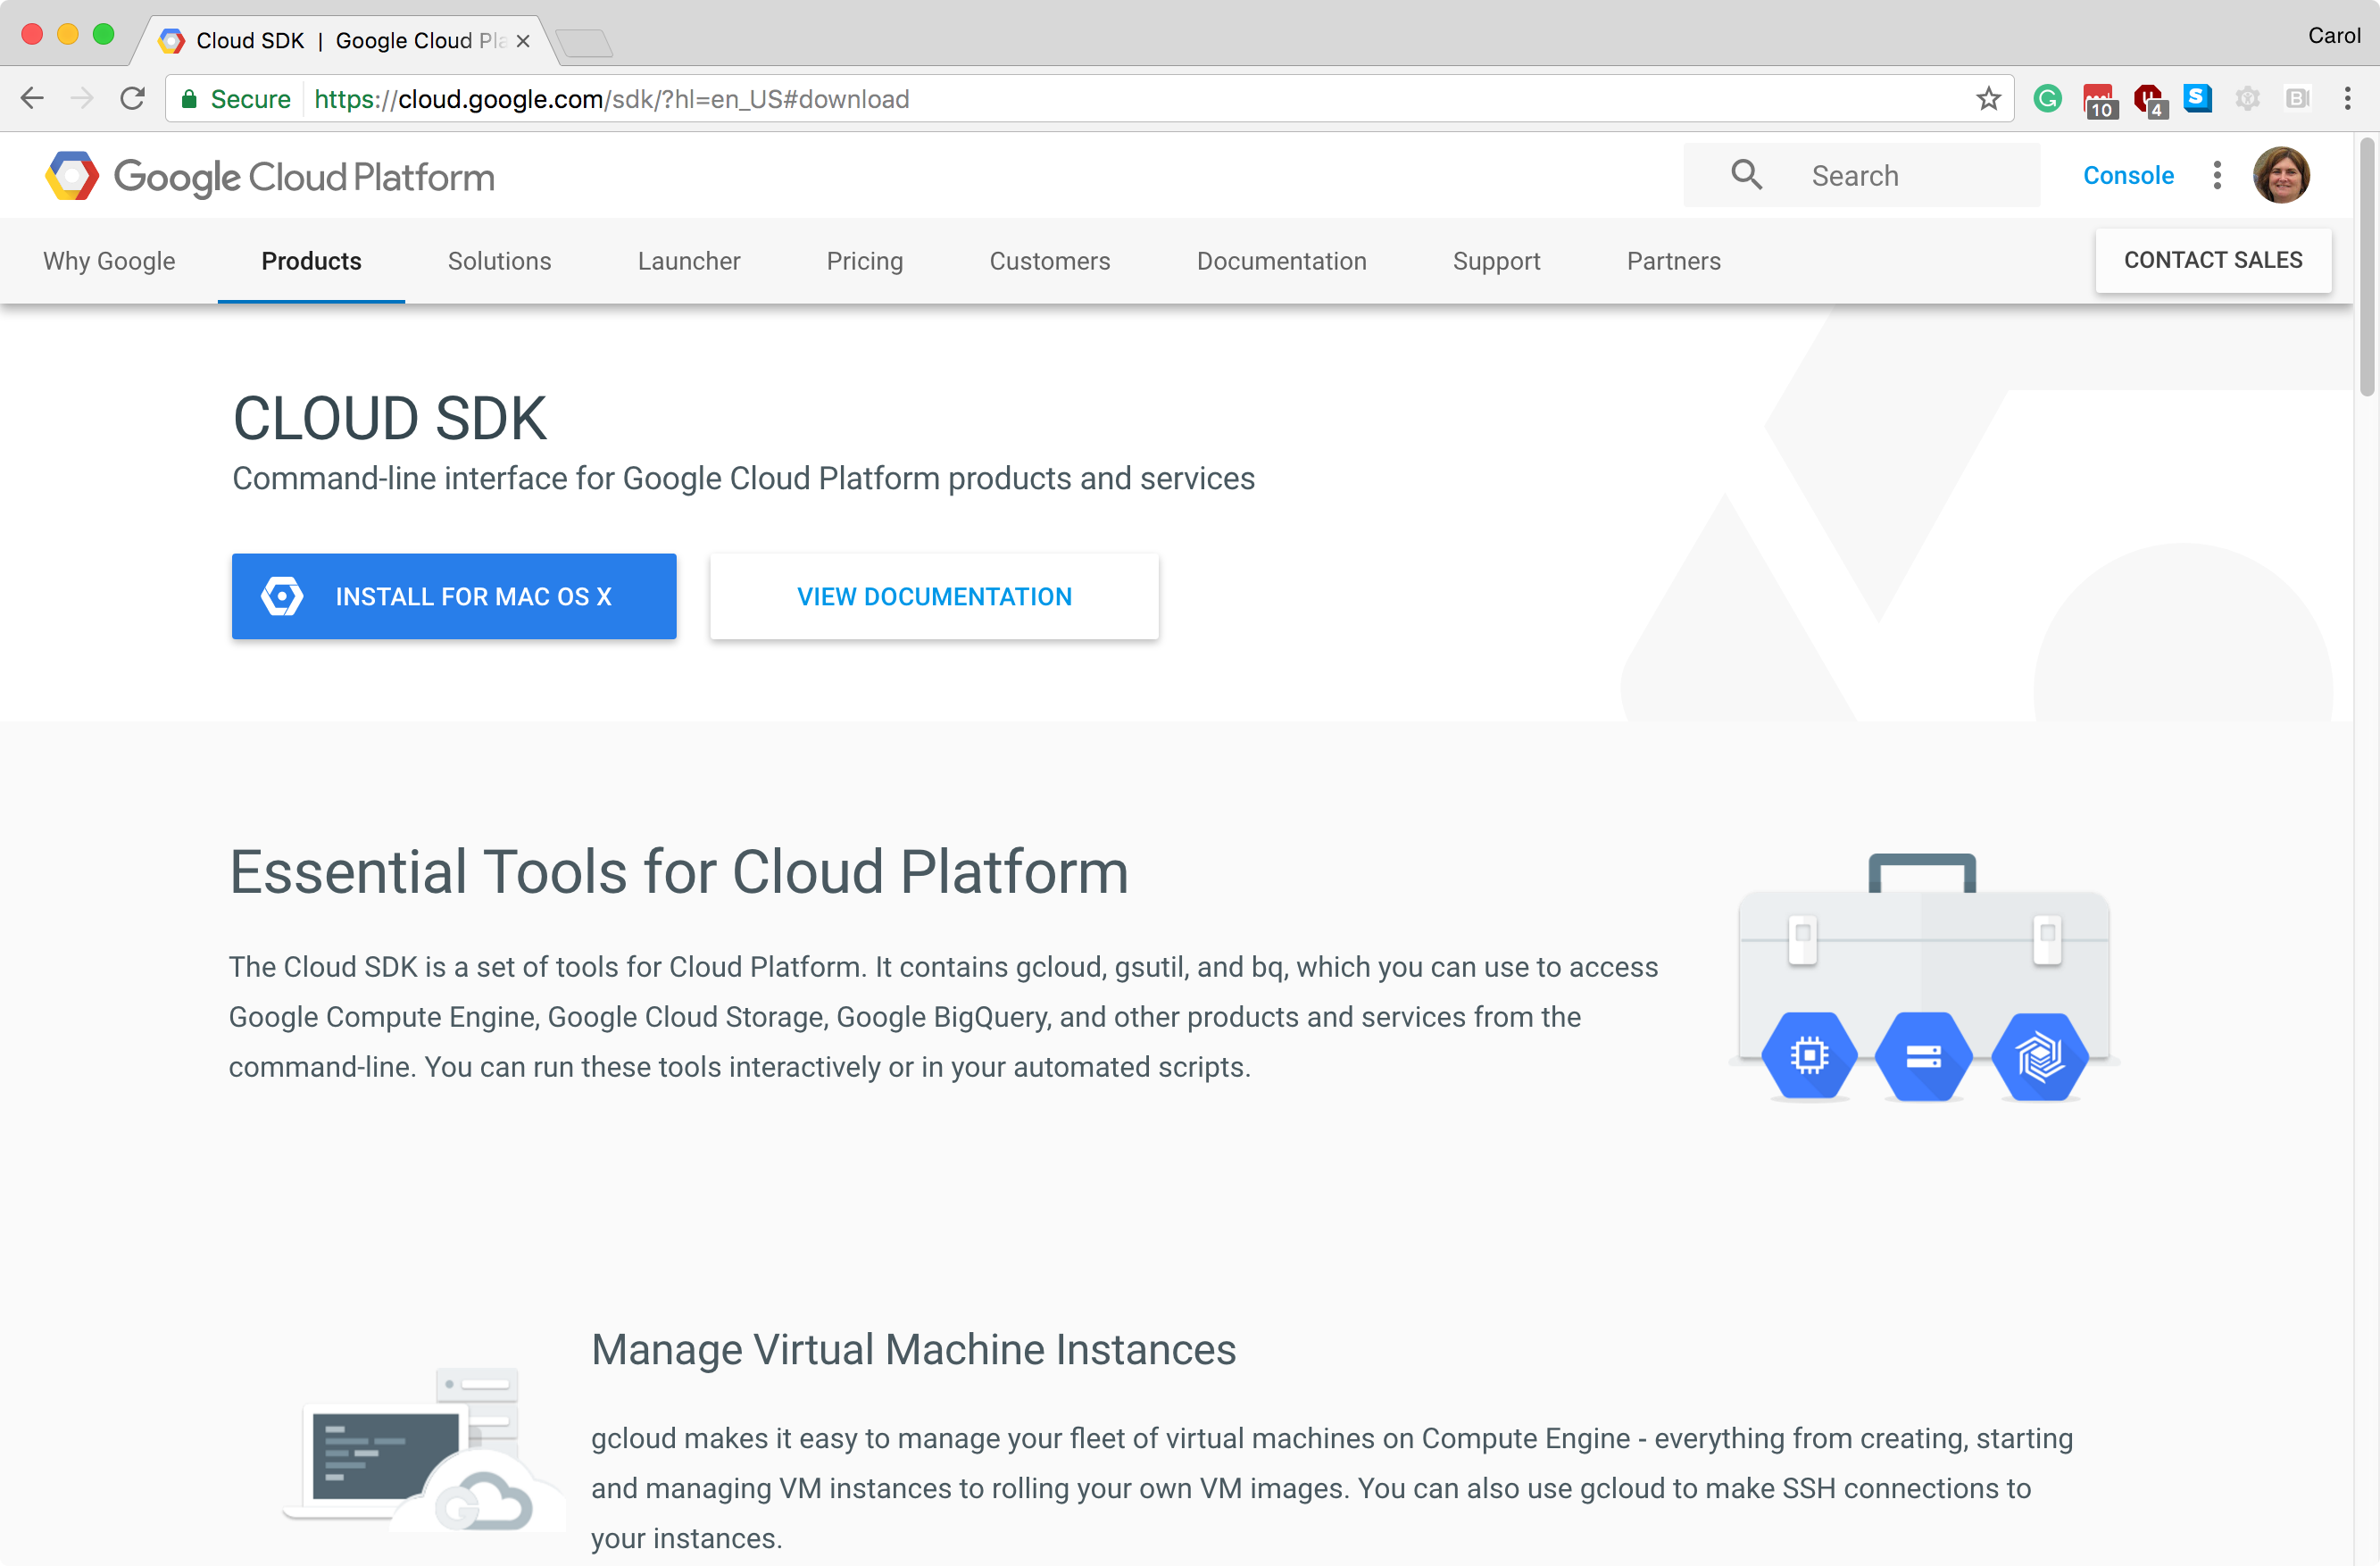 Cloud SDK | Google Cloud Pla
Carol
Secure https://cloud.google.com/sdk/?hl=en_US#download
10
4
S
B
Google Cloud Platform
Search
Console
Why Google
Products
Solutions
Launcher
Pricing
Customers
Documentation
Support
Partners
CONTACT SALES
CLOUD SDK
Command-line interface for Google Cloud Platform products and services
INSTALL FOR MAC OS X
VIEW DOCUMENTATION
Essential Tools for Cloud Platform
The Cloud SDK is a set of tools for Cloud Platform. It contains gcloud, gsutil, and bq, which you can use to access
Google Compute Engine, Google Cloud Storage, Google BigQuery, and other products and services from the
command-line. You can run these tools interactively or in your automated scripts.
Manage Virtual Machine Instances
gcloud makes it easy to manage your fleet of virtual machines on Compute Engine - everything from creating, starting
and managing VM instances to rolling your own VM images. You can also use gcloud to make SSH connections to
your instances.